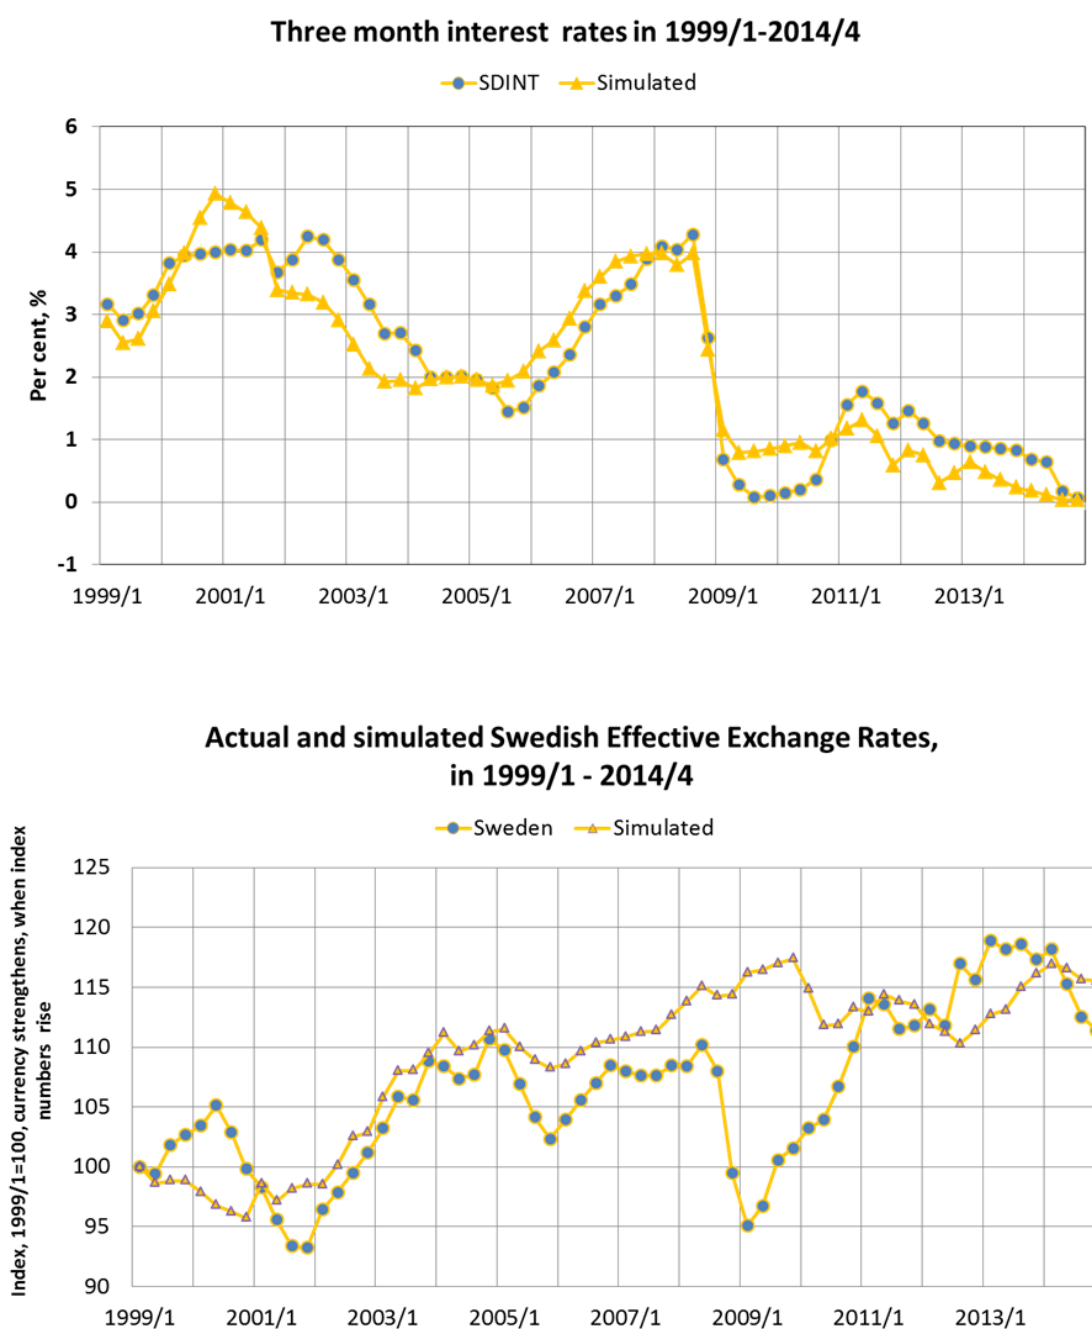 Three month interest rates in 1999/1-2014/4
SDINT Simulated
Per cent, %
6
5
4
3
2
1
0
-1
1999/1 2001/1 2003/1 2005/1 2007/1 2009/1 2011/1 2013/1
Actual and simulated Swedish Effective Exchange Rates,
in 1999/1 - 2014/4
Sweden Simulated
Index, 1999/1=100, currency strengthens, when index
numbers rise
125
120
115
110
105
100
95
90
1999/1 2001/1 2003/1 2005/1 2007/1 2009/1 2011/1 2013/1